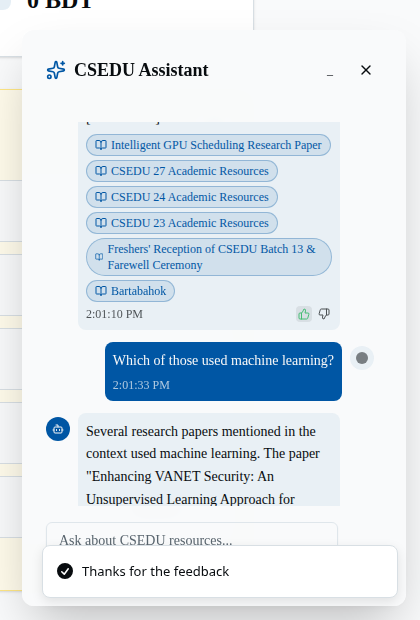 0 BDT
CSEDU Assistant
Intelligent GPU Scheduling Research Paper
CSEDU 27 Academic Resources
CSEDU 24 Academic Resources
CSEDU 23 Academic Resources
Freshers' Reception of CSEDU Batch 13 &
Farewell Ceremony
Bartabahok
2:01:10 PM
Which of those used machine learning?
2:01:33 PM
Several research papers mentioned in the
context used machine learning. The paper
"Enhancing VANET Security: An
Unsupervised Learning Approach for
Ask about CSEDU resources...
Thanks for the feedback